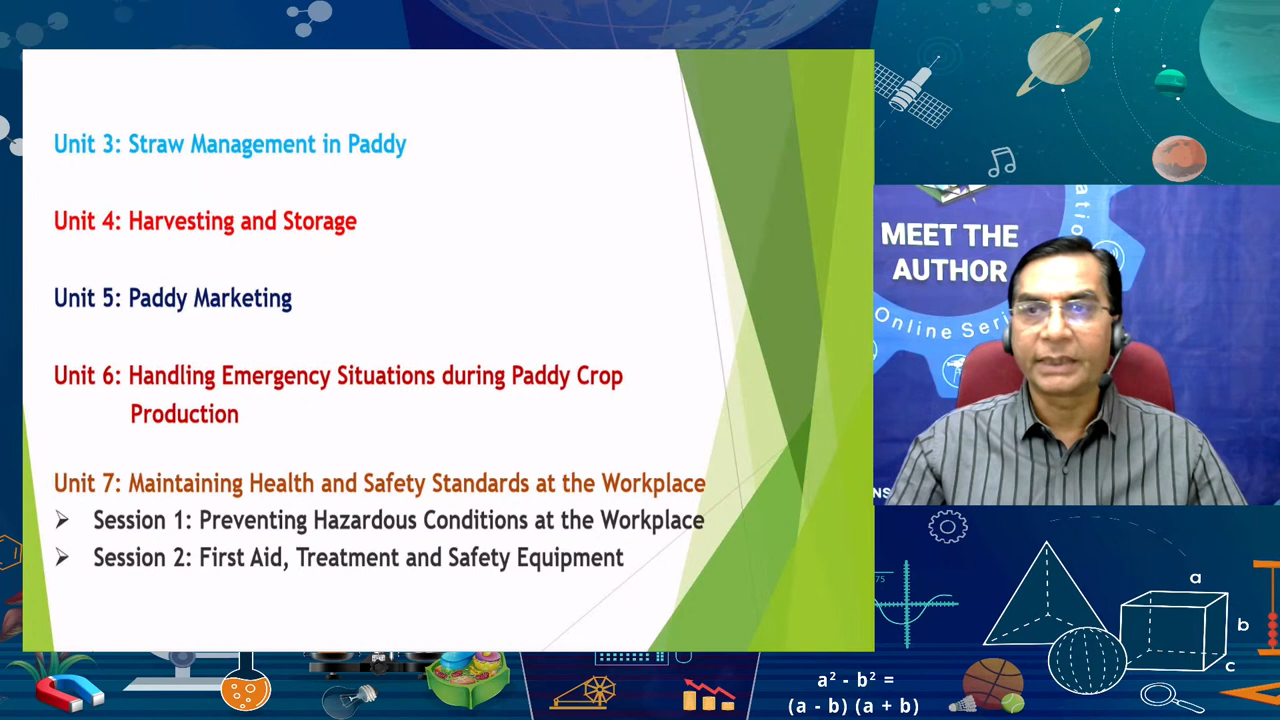 Unit 3: Straw Management in Paddy
Unit 4: Harvesting and Storage
Unit 5: Paddy Marketing
Unit 6: Handling Emergency Situations during Paddy Crop
Production
Unit 7: Maintaining Health and Safety Standards at the Workplace
➢ Session 1: Preventing Hazardous Conditions at the Workplace
➢ Session 2: First Aid, Treatment and Safety Equipment
MEET THE
AUTHOR
Online Seri
ati
NS
75
a
b
c
a² - b² =
(a - b) (a + b)